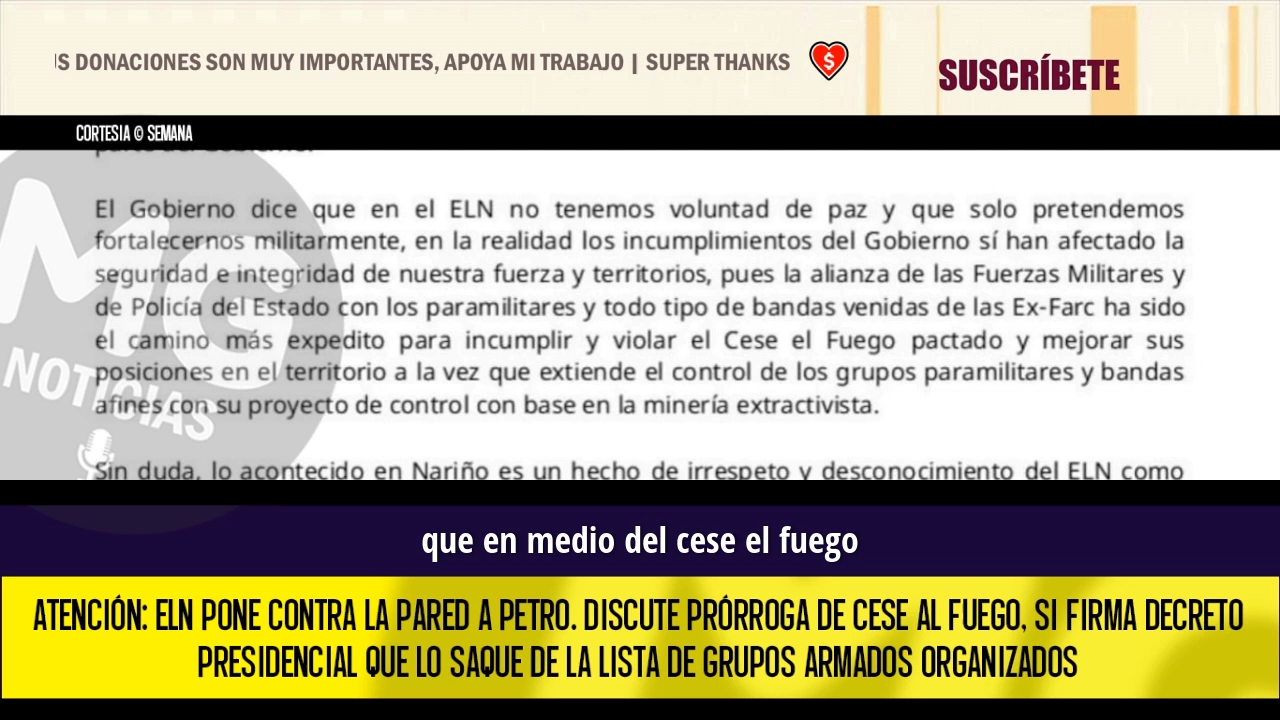 S DONACIONES SON MUY IMPORTANTES, APOYA MI TRABAJO | SUPER THANKS
$
SUSCRÍBETE
CORTESIA © SEMANA
El Gobierno dice que en el ELN no tenemos voluntad de paz y que solo pretendemos
fortalecernos militarmente, en la realidad los incumplimientos del Gobierno sí han afectado la
seguridad e integridad de nuestra fuerza y territorios, pues la alianza de las Fuerzas Militares y
de Policía del Estado con los paramilitares y todo tipo de bandas venidas de las Ex-Farc ha sido
el camino más expedito para incumplir y violar el Cese el Fuego pactado y mejorar sus
posiciones en el territorio a la vez que extiende el control de los grupos paramilitares y bandas
afines con su proyecto de control con base en la minería extractivista.
Sin duda, lo acontecido en Nariño es un hecho de irrespeto y desconocimiento del ELN como
MG
NOTICIAS
que en medio del cese el fuego
ATENCIÓN: ELN PONE CONTRA LA PARED A PETRO. DISCUTE PRÓRROGA DE CESE AL FUEGO, SI FIRMA DECRETO
PRESIDENCIAL QUE LO SAQUE DE LA LISTA DE GRUPOS ARMADOS ORGANIZADOS